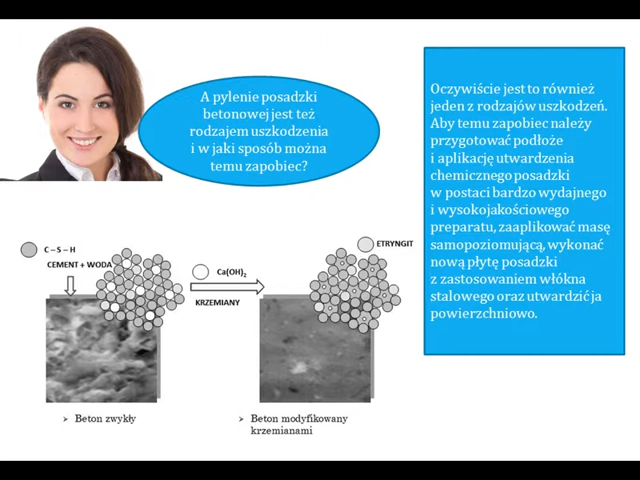 A pylenie posadzki
betonowej jest też
rodzajem uszkodzenia
i w jaki sposób można
temu zapobiec?
Oczywiście jest to również
jeden z rodzajów uszkodzeń.
Aby temu zapobiec należy
przygotować podłoże
i aplikację utwardzenia
chemicznego posadzki
w postaci bardzo wydajnego
i wysokojakościowego
preparatu, zaaplikować masę
samopoziomującą, wykonać
nową płytę posadzki
z zastosowaniem włókna
stalowego oraz utwardzić ja
powierzchniowo.
C – S – H
CEMENT + WODA
Ca(OH)2
KRZEMIANY
ETRYNGIT
➢ Beton zwykły
➢ Beton modyfikowany
krzemianami